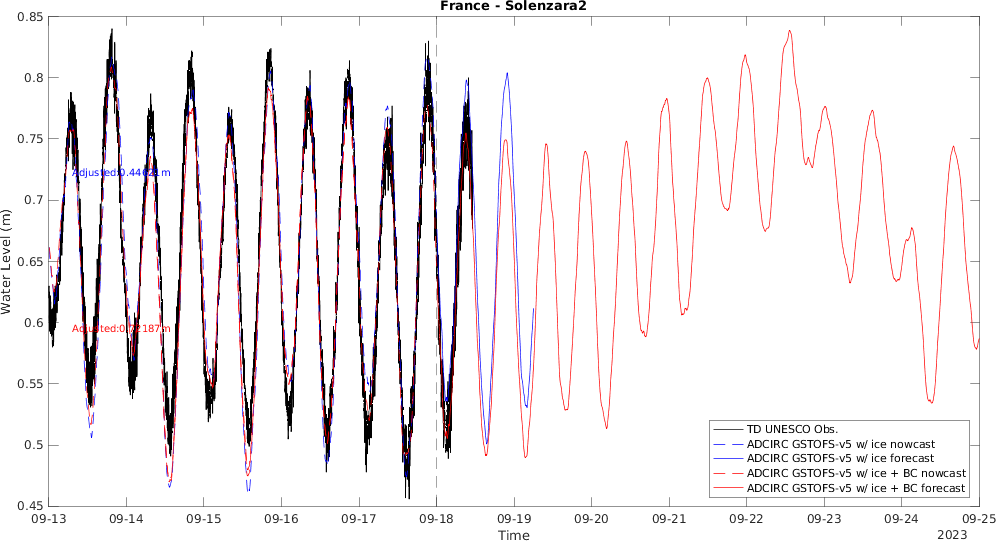 France - Solenzara2
0.85
0.8
0.75
0.7
0.65
0.6
0.55
0.5
0.45
Water Level (m)
09-13
09-14
09-15
09-16
09-17
09-18
09-19
09-20
09-21
09-22
09-23
09-24
09-25
Time
2023
TD UNESCO Obs.
ADCIRC GSTOFS-v5 w/ ice nowcast
ADCIRC GSTOFS-v5 w/ ice forecast
ADCIRC GSTOFS-v5 w/ ice + BC nowcast
ADCIRC GSTOFS-v5 w/ ice + BC forecast